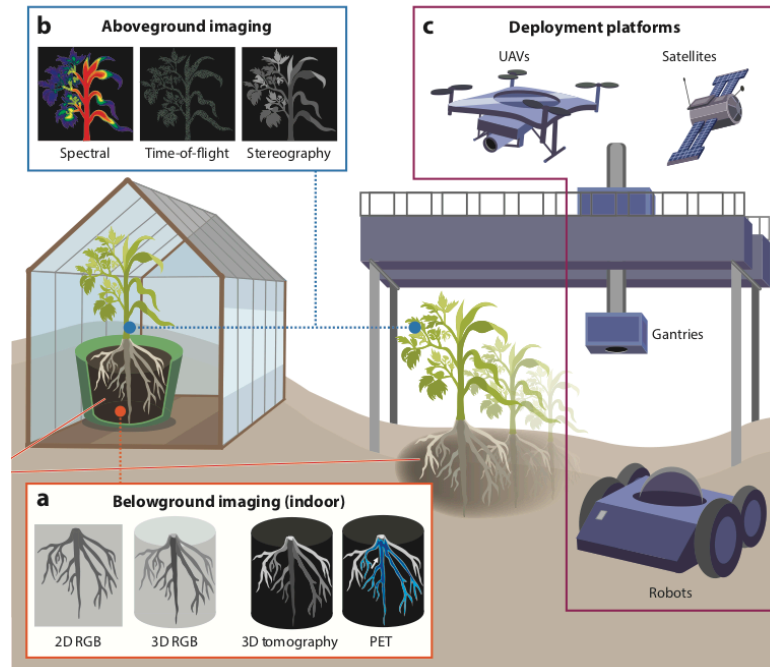 b Aboveground imaging
Spectral
Time-of-flight
Stereography
c Deployment platforms
UAVs
Satellites
Gantries
Robots
a Belowground imaging (indoor)
2D RGB
3D RGB
3D tomography
PET